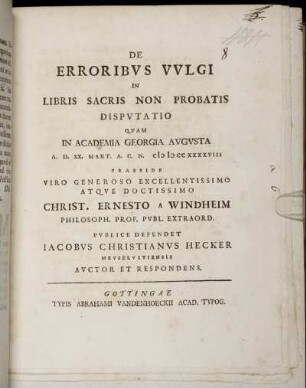 8
DE
ERRORIBVS VVLGI
IN
LIBRIS SACRIS NON PROBATIS
DISPVTATIO
QVAM
IN ACADEMIA GEORGIA AVGVSTA
A. D. XX. MART. A. C. N. cIɔ Iɔ cc XXXXVIII
PRAESIDE
VIRO GENEROSO EXCELLENTISSIMO
ATQVE DOCTISSIMO
CHRIST. ERNESTO A WINDHEIM
PHILOSOPH. PROF. PVBL. EXTRAORD.
PVBLICE DEFENDET
IACOBVS CHRISTIANVS HECKER
AVCTOR ET RESPONDENS.
GOTTINGAE
TYPIS ABRAHAMI VANDENHOECKII ACAD. TYPOG.